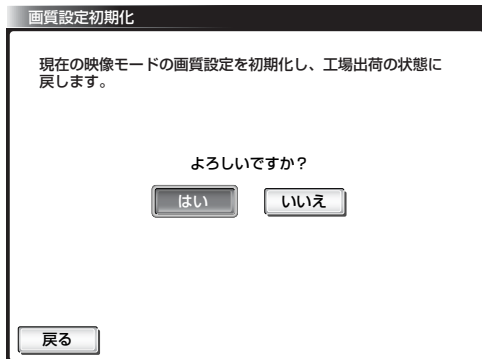 画質設定初期化
現在の映像モードの画質設定を初期化し、工場出荷の状態に
戻します。
よろしいですか？
はい いいえ
戻る